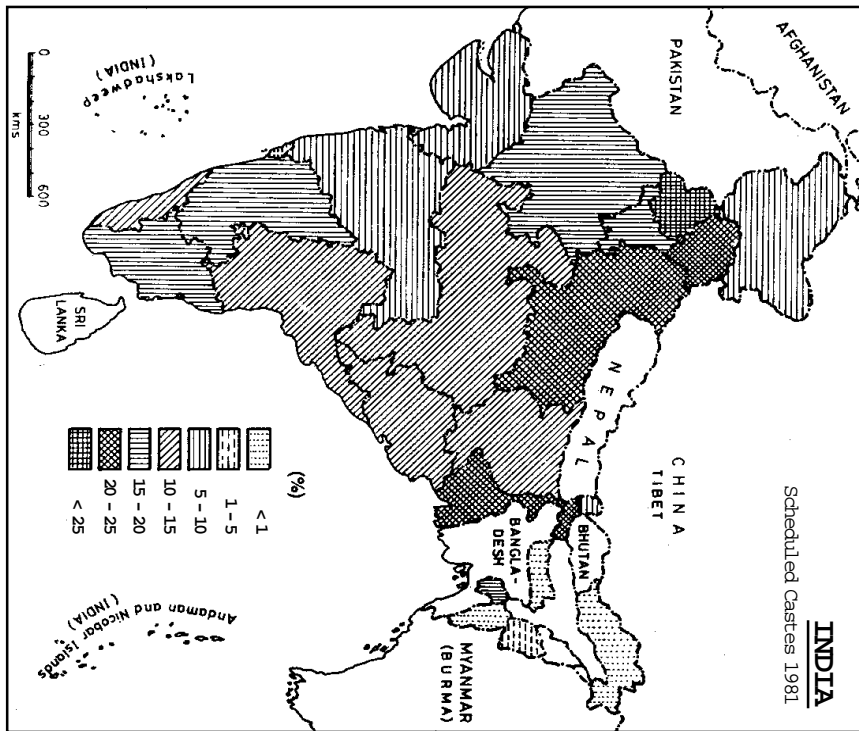 INDIA
Scheduled Castes 1981
AFGHANISTAN
PAKISTAN
CHINA
TIBET
NEPAL
BHUTAN
BANGLA-
DESH
MYANMAR
(BURMA)
SRI
LANKA
Lakshadweep
(INDIA)
0 300 600
kms
Andaman and Nicobar Islands
(INDIA)
(%)
<1
1-5
5-10
10-15
15-20
20-25
<25